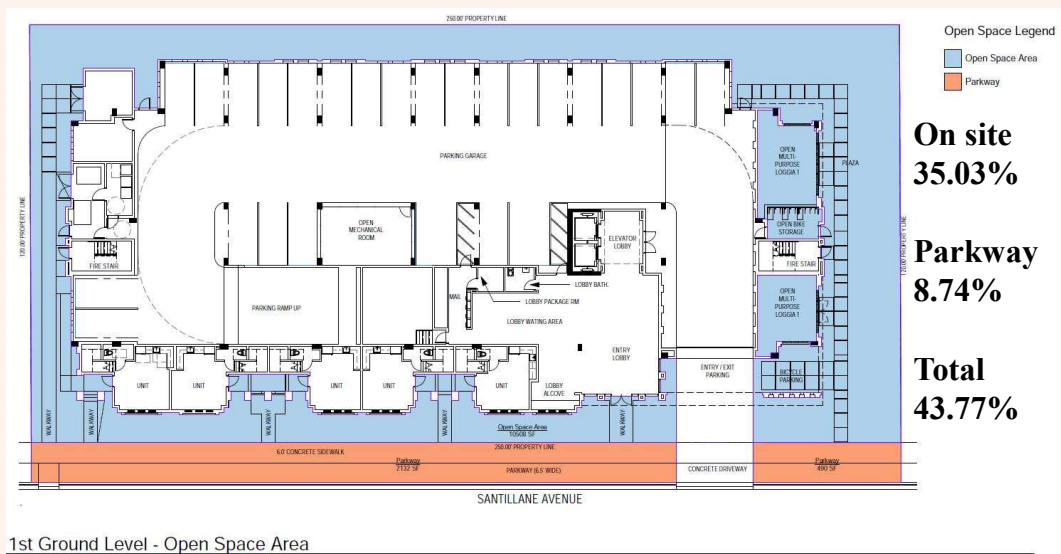 250.00' PROPERTY LINE
Open Space Legend
Open Space Area
Parkway
On site
35.03%
Parkway
8.74%
Total
43.77%
120.00' PROPERTY LINE
120.00' PROPERTY LINE
PARKING GARAGE
OPEN
MULTI-
PURPOSE
LOGGIA 1
PLAZA
OPEN
MECHANICAL
ROOM
OPEN BIKE
STORAGE
ELEVATOR
LOBBY
FIRE STAIR
FIRE STAIR
LOBBY BATH.
MAIL
LOBBY PACKAGE RM
PARKING RAMP UP
LOBBY WATING AREA
OPEN
MULTI-
PURPOSE
LOGGIA 1
ENTRY
LOBBY
ENTRY / EXIT
PARKING
BICYCLE
PARKING
UNIT
UNIT
UNIT
UNIT
UNIT
LOBBY
ALCOVE
WALKWAY
WALKWAY
WALKWAY
WALKWAY
WALKWAY
Open Space Area
10508 SF
250.00' PROPERTY LINE
6.0' CONCRETE SIDEWALK
Parkway
2132 SF
PARKWAY (6.5' WIDE)
CONCRETE DRIVEWAY
Parkway
490 SF
SANTILLANE AVENUE
1st Ground Level - Open Space Area